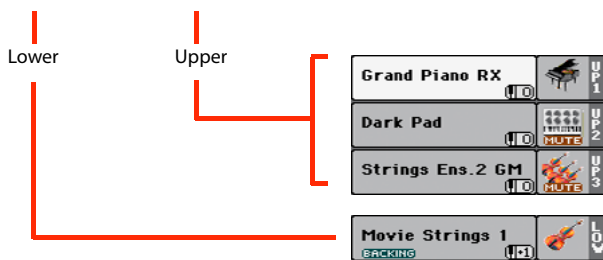 Lower
Upper
Grand Piano RX
0
UP1
Dark Pad
0
MUTE
UP2
Strings Ens.2 GM
0
MUTE
UP3
Movie Strings 1
BACKING
+1
LOW